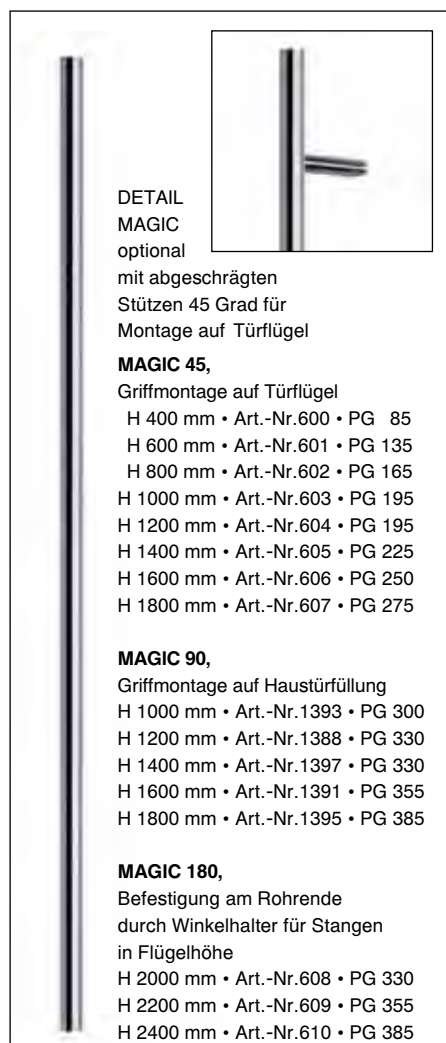 DETAIL
MAGIC
optional
mit abgeschrägten
Stützen 45 Grad für
Montage auf Türflügel
MAGIC 45,
Griffmontage auf Türflügel
H 400 mm • Art.-Nr.600 • PG 85
H 600 mm • Art.-Nr.601 • PG 135
H 800 mm • Art.-Nr.602 • PG 165
H 1000 mm • Art.-Nr.603 • PG 195
H 1200 mm • Art.-Nr.604 • PG 195
H 1400 mm • Art.-Nr.605 • PG 225
H 1600 mm • Art.-Nr.606 • PG 250
H 1800 mm • Art.-Nr.607 • PG 275
MAGIC 90,
Griffmontage auf Haustürfüllung
H 1000 mm • Art.-Nr.1393 • PG 300
H 1200 mm • Art.-Nr.1388 • PG 330
H 1400 mm • Art.-Nr.1397 • PG 330
H 1600 mm • Art.-Nr.1391 • PG 355
H 1800 mm • Art.-Nr.1395 • PG 385
MAGIC 180,
Befestigung am Rohrende
durch Winkelhalter für Stangen
in Flügelhöhe
H 2000 mm • Art.-Nr.608 • PG 330
H 2200 mm • Art.-Nr.609 • PG 355
H 2400 mm • Art.-Nr.610 • PG 385